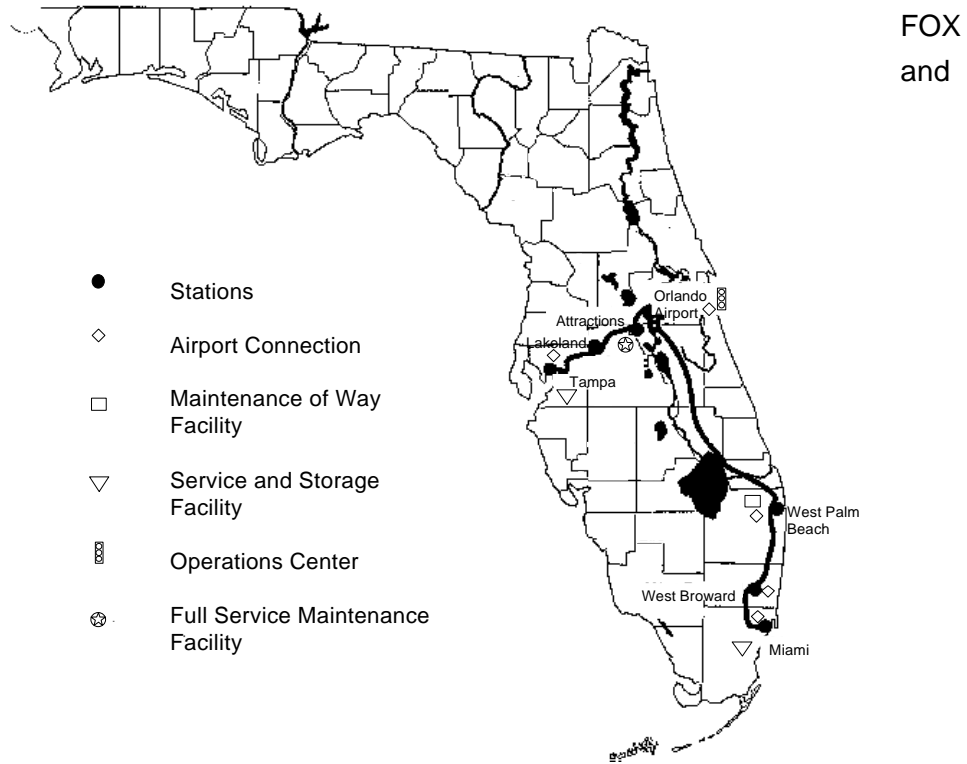 FOX
and
Stations
Airport Connection
Maintenance of Way
Facility
Service and Storage
Facility
Operations Center
Full Service Maintenance
Facility
Orlando
Airport
Attractions
Lakeland
Tampa
West Palm
Beach
West Broward
Miami